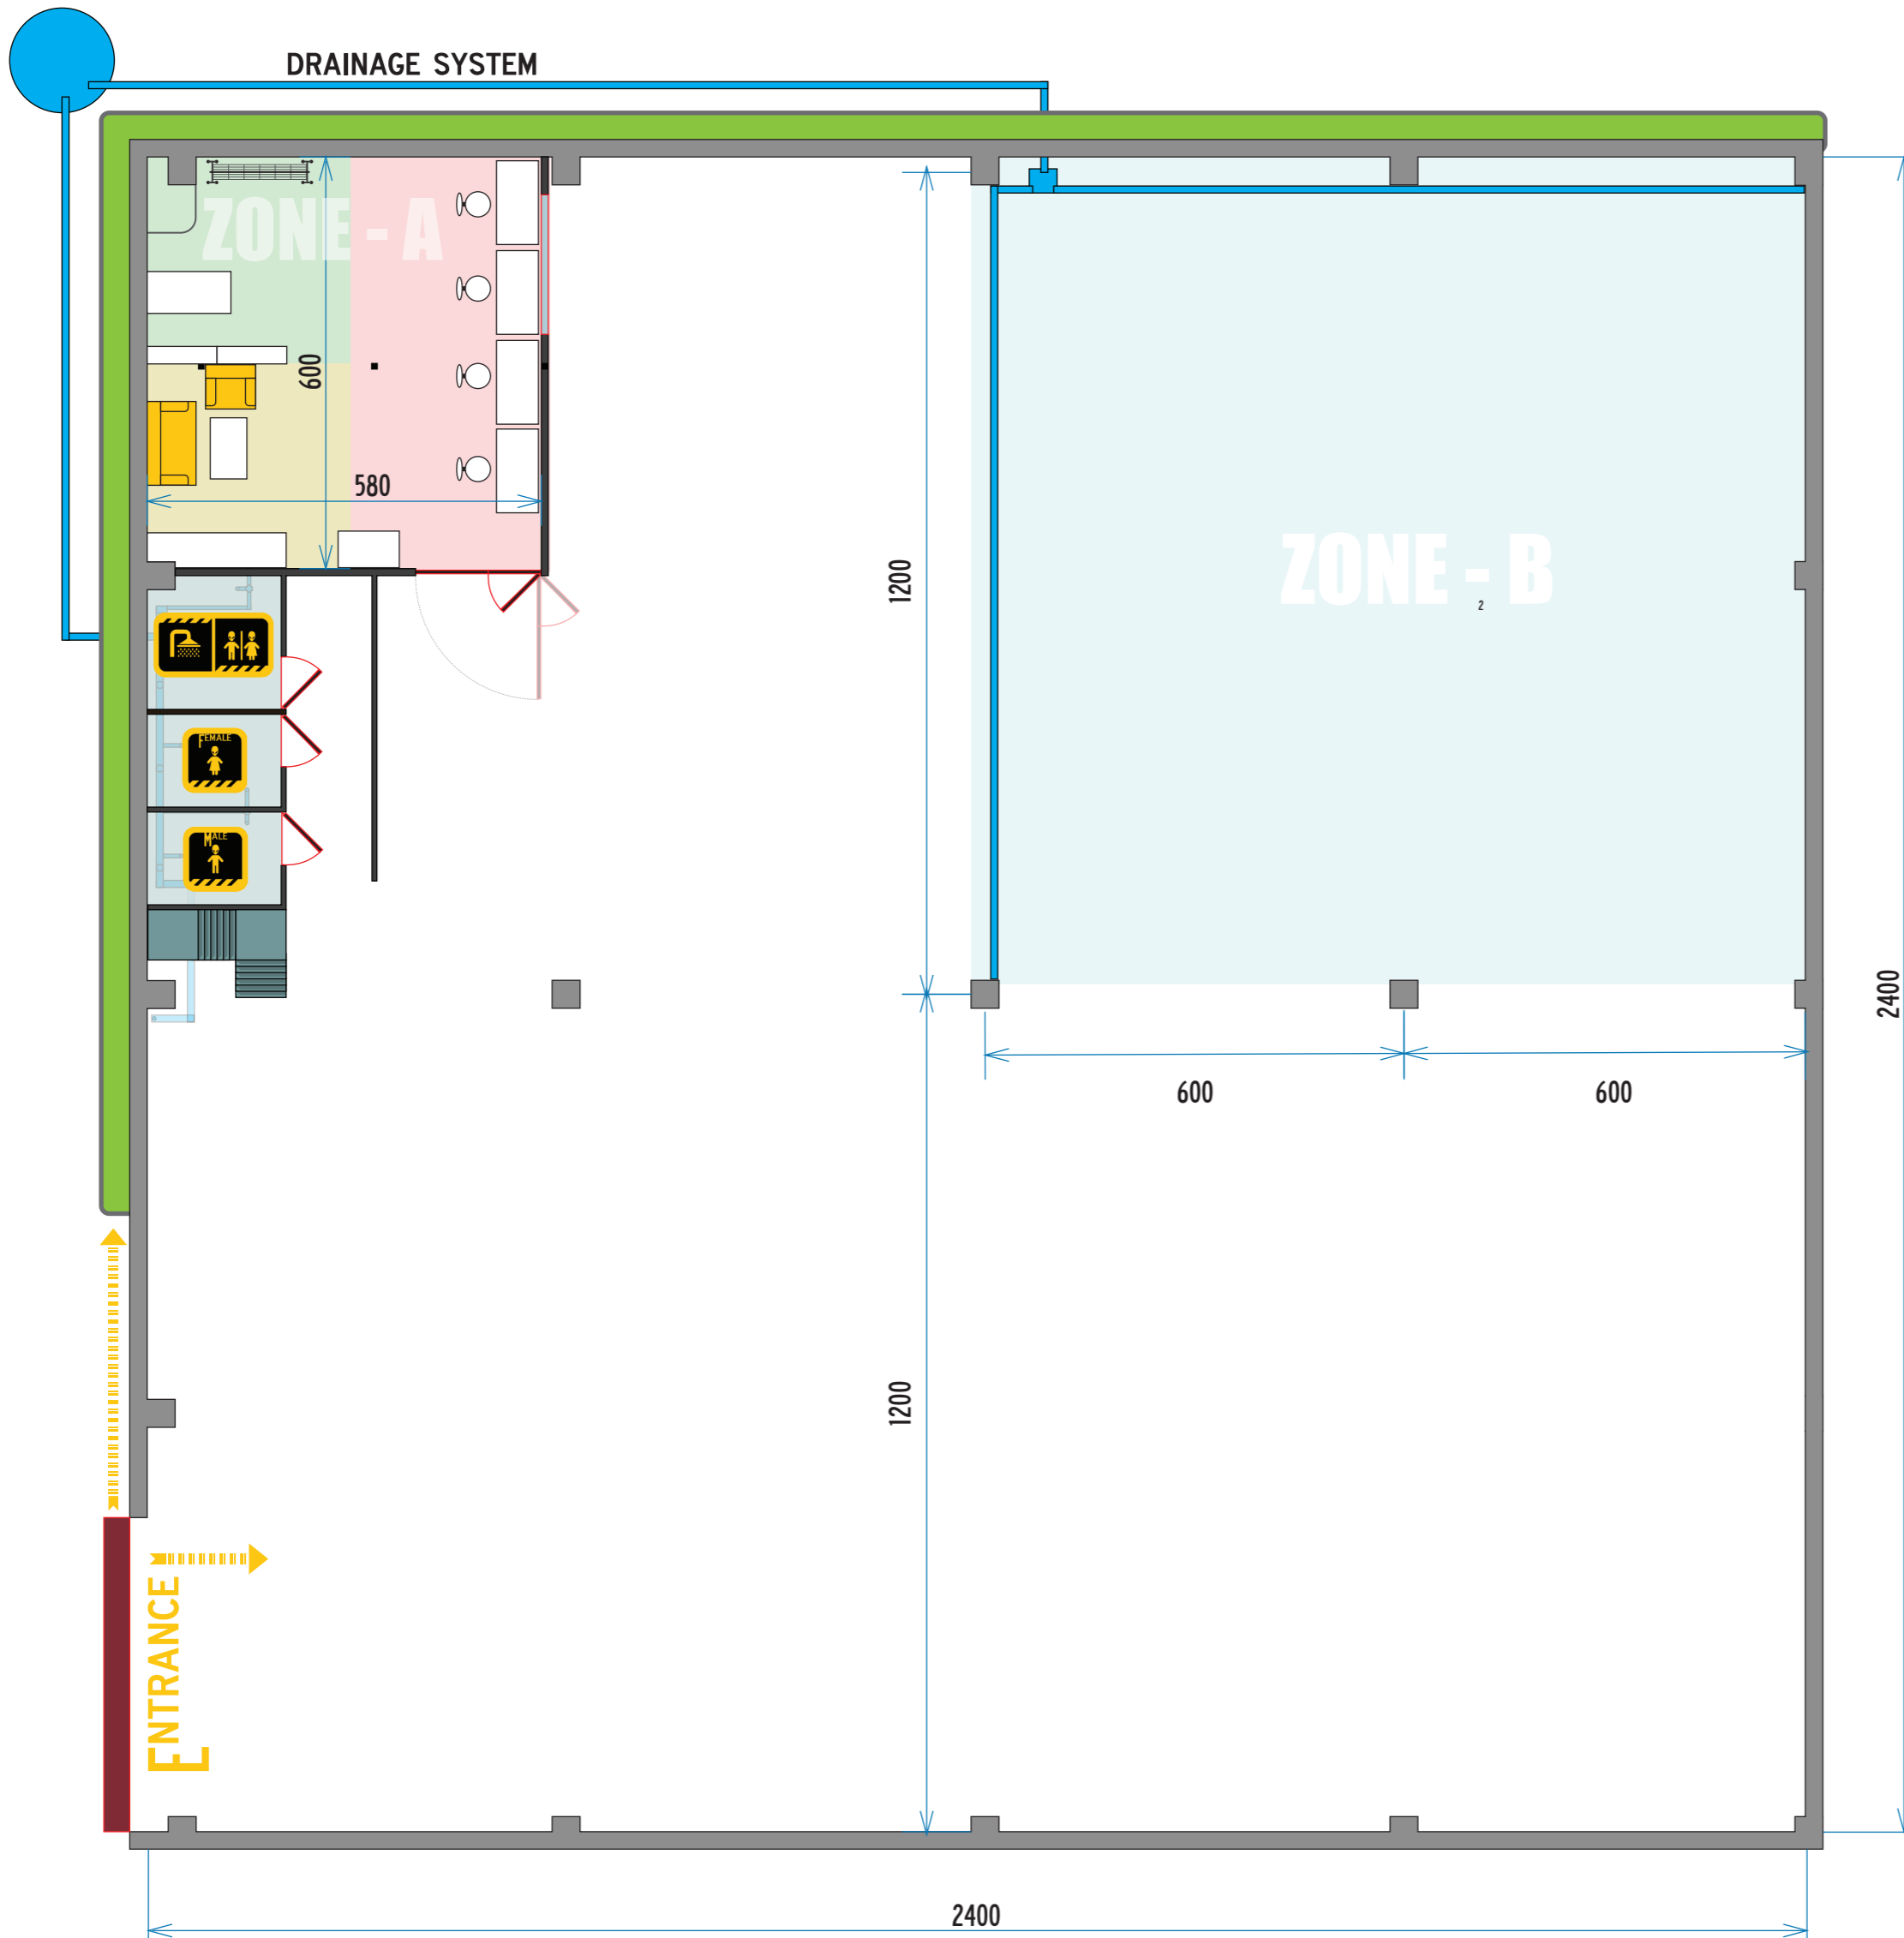 DRAINAGE SYSTEM
ZONE - A
600
580
1200
ZONE - B
2
FEMALE
MALE
2400
600
600
1200
ENTRANCE
2400